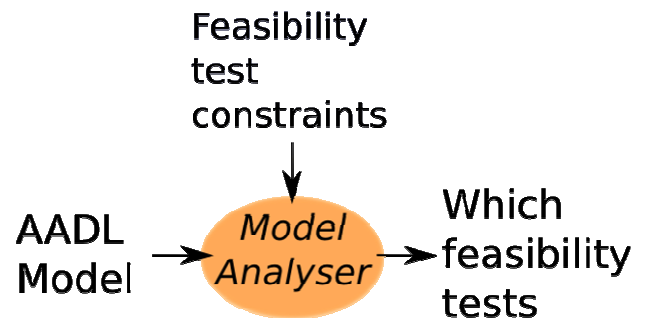 Feasibility
test
constraints
AADL
Model
Model
Analyser
Which
feasibility
tests